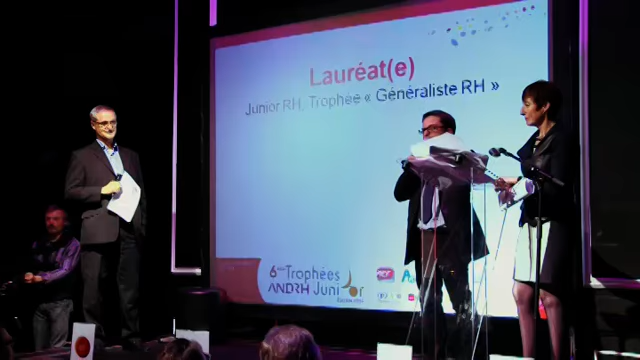 Lauréat(e)
Junior RH, Trophée « Généraliste RH »
6èmes Trophées
ANDRH Junior